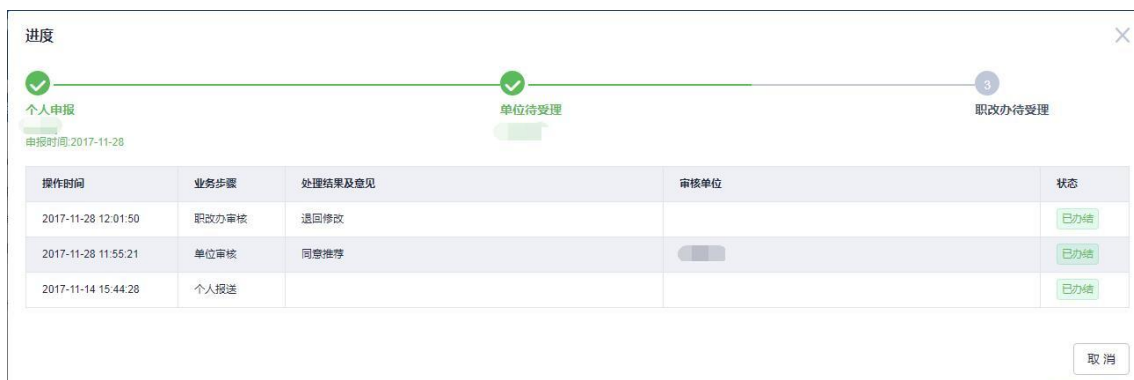 进度
3
个人申报 单位待受理 职改办待受理
申报时间:2017-11-28
操作时间 业务步骤 处理结果及意见 审核单位 状态
2017-11-28 12:01:50 职改办审核 退回修改 已办结
2017-11-28 11:55:21 单位审核 同意推荐 已办结
2017-11-14 15:44:28 个人报送 已办结
取消